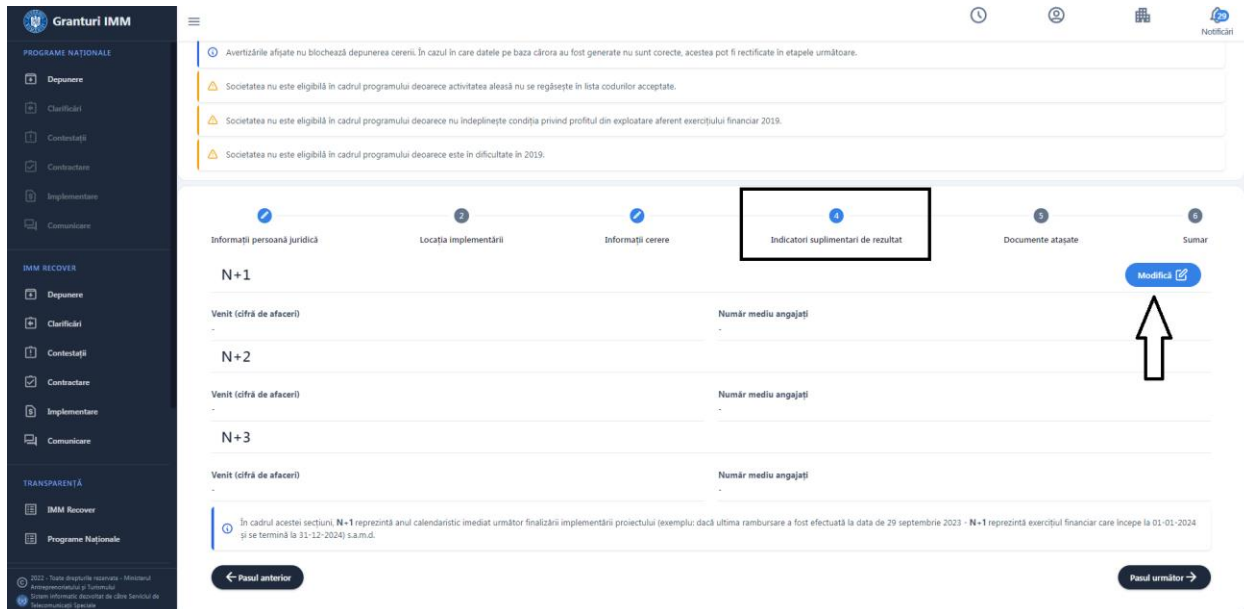 Granturi IMM
29
Notificări
PROGRAME NAȚIONALE
Depunere
Clarificări
Contestații
Contractare
Implementare
Comunicare
IMM RECOVER
Depunere
Clarificări
Contestații
Contractare
Implementare
Comunicare
TRANSPARENȚĂ
IMM Recover
Programe Naționale
2022 - Toate drepturile rezervate - Ministerul
Antreprenoriatului și Turismului
Sistem informatic dezvoltat de către Serviciul de
Telecomunicații Speciale
Avertizările afișate nu blochează depunerea cererii. În cazul în care datele pe baza cărora au fost generate nu sunt corecte, acestea pot fi rectificate în etapele următoare.
Societatea nu este eligibilă în cadrul programului deoarece activitatea aleasă nu se regăsește în lista codurilor acceptate.
Societatea nu este eligibilă în cadrul programului deoarece nu îndeplinește condiția privind profitul din exploatare aferent exercițiului financiar 2019.
Societatea nu este eligibilă în cadrul programului deoarece este în dificultate în 2019.
2
4
5
6
Informații persoană juridică
Locația implementării
Informații cerere
Indicatori suplimentari de rezultat
Documente atașate
Sumar
N+1
Modifică
Venit (cifră de afaceri)
Număr mediu angajați
-
-
N+2
Venit (cifră de afaceri)
Număr mediu angajați
-
-
N+3
Venit (cifră de afaceri)
Număr mediu angajați
-
-
În cadrul acestei secțiuni, N+1 reprezintă anul calendaristic imediat următor finalizării implementării proiectului (exemplu: dacă ultima rambursare a fost efectuată la data de 29 septembrie 2023 - N+1 reprezintă exercițiul financiar care începe la 01-01-2024
și se termină la 31-12-2024) s.a.m.d.
Pasul anterior
Pasul următor